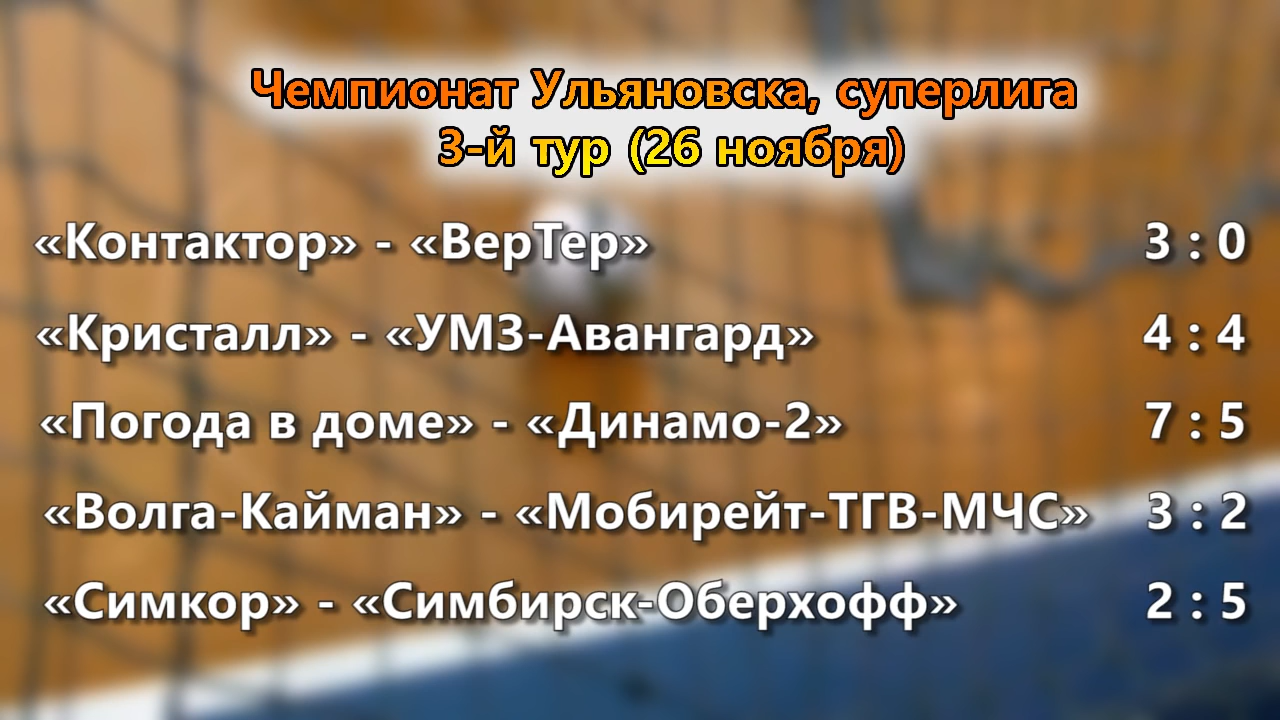 Чемпионат Ульяновска, суперлига
3-й тур (26 ноября)
«Контактор» - «ВерТер» 3 : 0
«Кристалл» - «УМЗ-Авангард» 4 : 4
«Погода в доме» - «Динамо-2» 7 : 5
«Волга-Кайман» - «Мобирейт-ТГВ-МЧС» 3 : 2
«Симкор» - «Симбирск-Оберхофф» 2 : 5